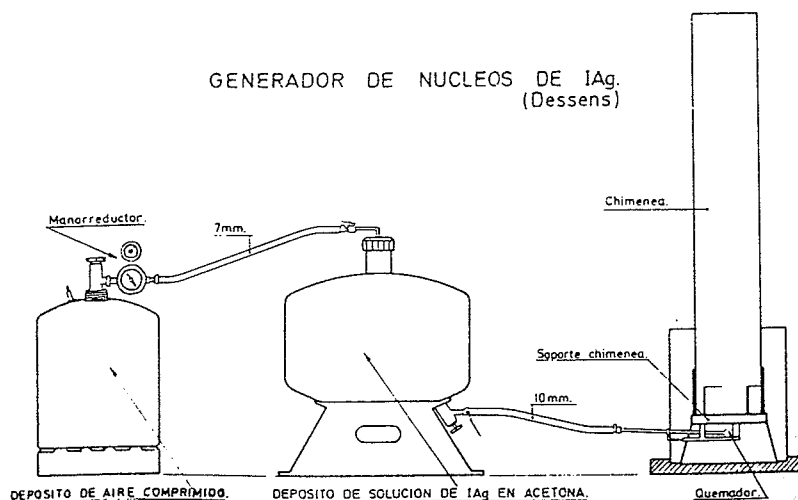 GENERADOR DE NUCLEOS DE IAg.
(Dessens)
Chimenea.
Manorreductor.
7mm.
Soporte chimenea.
10mm.
DEPOSITO DE AIRE COMPRIMIDO.
DEPOSITO DE SOLUCION DE IAg EN ACETONA.
Quemador.